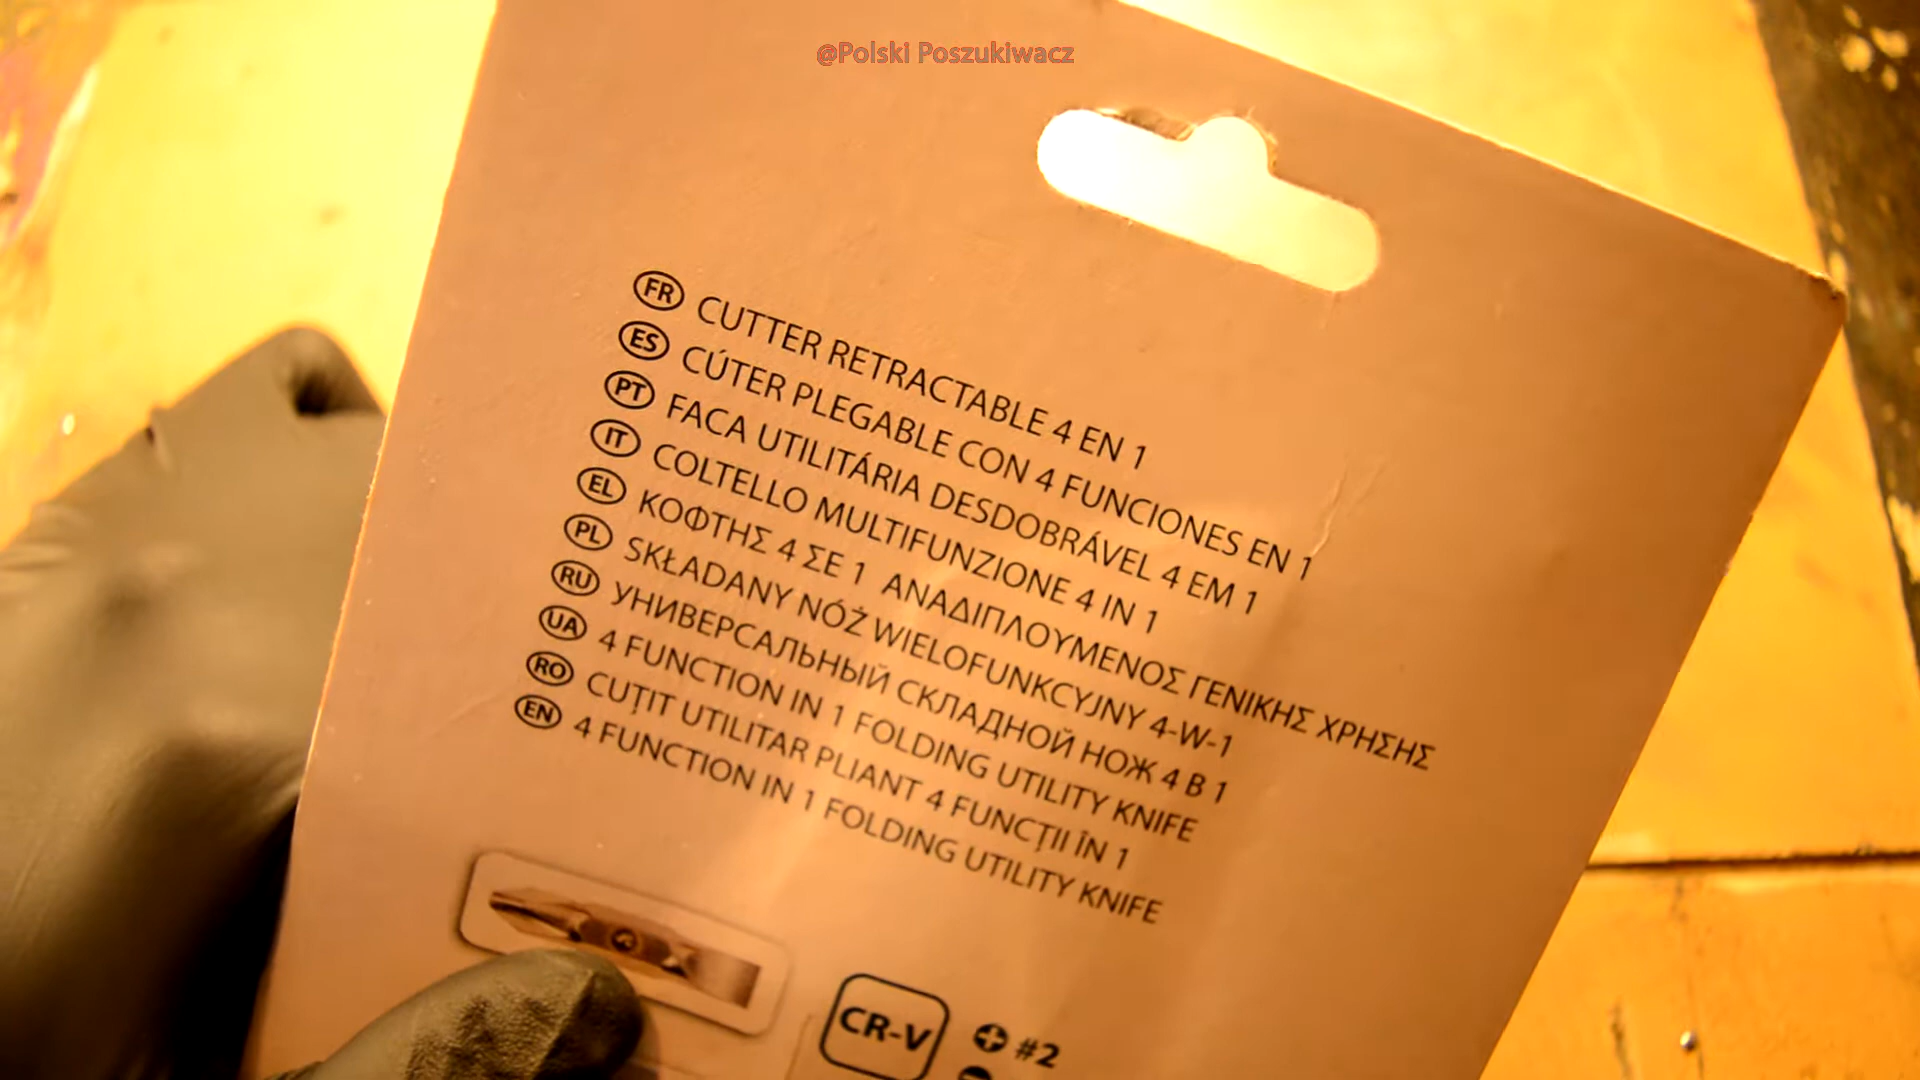 @Polski Poszukiwacz
FR CUTTER RETRACTABLE 4 EN 1
ES CÚTER PLEGABLE CON 4 FUNCIONES EN 1
PT FACA UTILITÁRIA DESDOBRÁVEL 4 EM 1
IT COLTELLO MULTIFUNZIONE 4 IN 1
EL ΚΟΦΤΗΣ 4 ΣΕ 1 ΑΝΑΔΙΠΛΟΥΜΕΝΟΣ ΓΕΝΙΚΗΣ ΧΡΗΣΗΣ
PL SKŁADANY NÓŻ WIELOFUNKCYJNY 4-W-1
RU УНИВЕРСАЛЬНЫЙ СКЛАДНОЙ НОЖ 4 В 1
UA 4 FUNCTION IN 1 FOLDING UTILITY KNIFE
RO CUȚIT UTILITAR PLIANT 4 FUNCȚII ÎN 1
EN 4 FUNCTION IN 1 FOLDING UTILITY KNIFE
CR-V #2